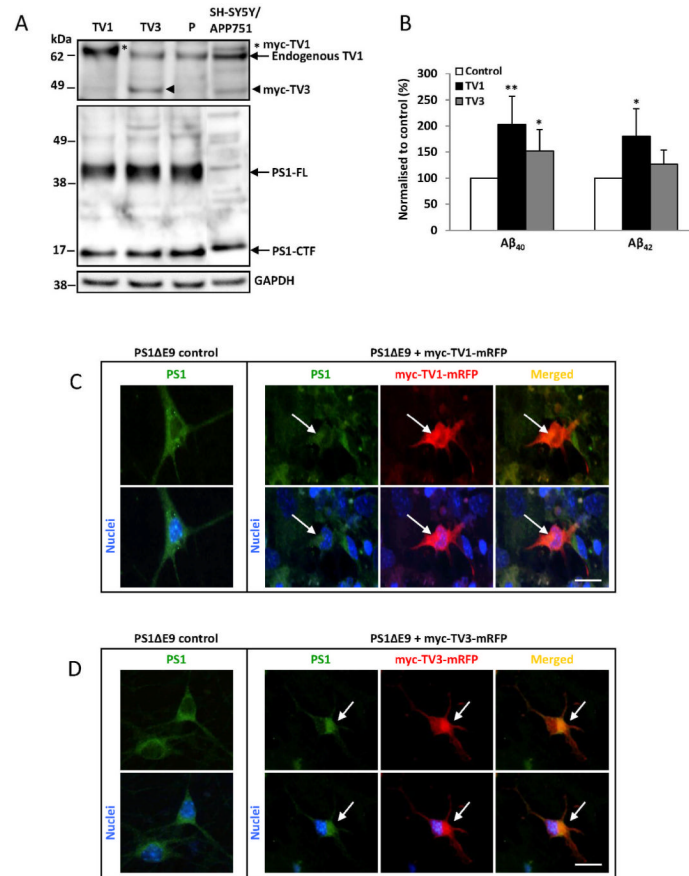 A
TV1 TV3 P SH-SY5Y/
APP751
kDa
* * myc-TV1
62 Endogenous TV1
49 myc-TV3
49
38 PS1-FL
17 PS1-CTF
38 GAPDH
B
Normalised to control (%)
300
250
200
150
100
50
0
Control
TV1
TV3
** * *
Aβ40 Aβ42
C
PS1ΔE9 control PS1ΔE9 + myc-TV1-mRFP
PS1 PS1 myc-TV1-mRFP Merged
Nuclei Nuclei
D
PS1ΔE9 control PS1ΔE9 + myc-TV3-mRFP
PS1 PS1 myc-TV3-mRFP Merged
Nuclei Nuclei